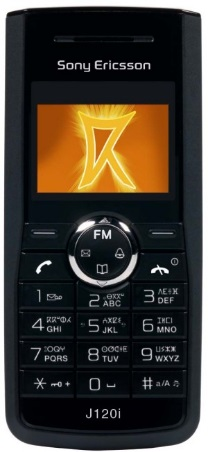 Sony Ericsson
FM
1
2 ABC
3 DEF
4 GHI
5 JKL
6 MNO
7 PQRS
8 TUV
9 WXYZ
0
# a/A
J120i